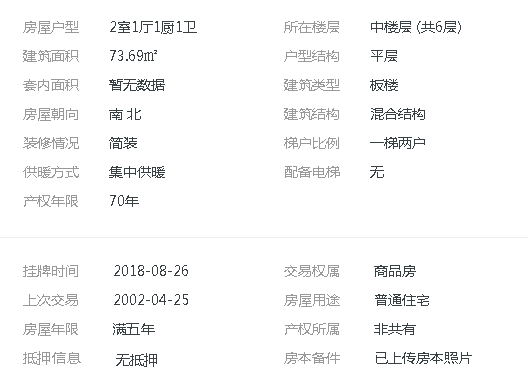 房屋户型 2室1厅1厨1卫 所在楼层 中楼层 (共6层)
建筑面积 73.69㎡ 户型结构 平层
套内面积 暂无数据 建筑类型 板楼
房屋朝向 南 北 建筑结构 混合结构
装修情况 简装 梯户比例 一梯两户
供暖方式 集中供暖 配备电梯 无
产权年限 70年
挂牌时间 2018-08-26 交易权属 商品房
上次交易 2002-04-25 房屋用途 普通住宅
房屋年限 满五年 产权所属 非共有
抵押信息 无抵押 房本备件 已上传房本照片